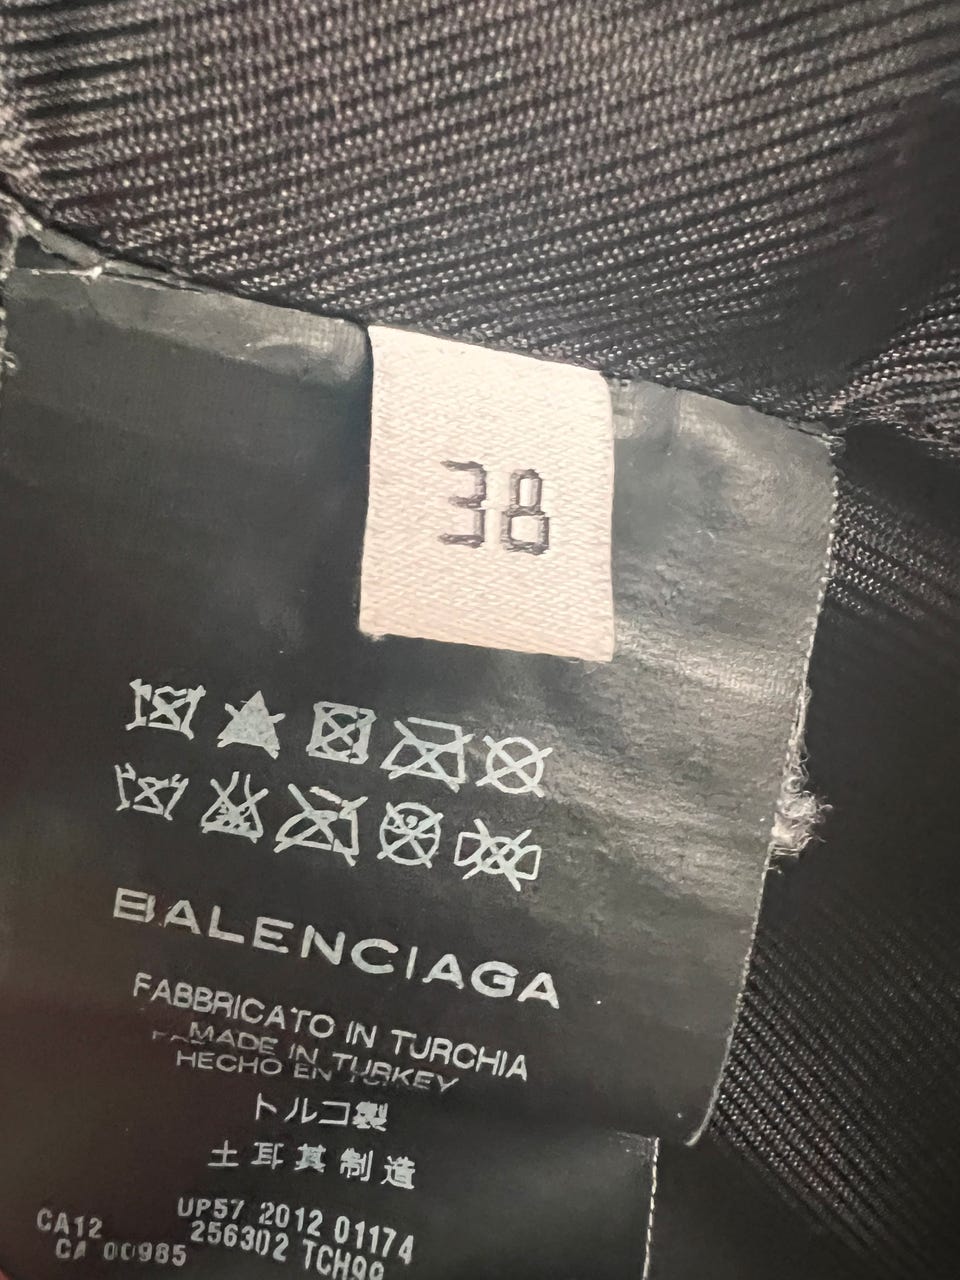 38
BALENCIAGA
FABBRICATO IN TURCHIA
MADE IN TURKEY
HECHO EN
トルコ製
土耳其制造
UP57 2012 01174
CA12 256302 TCH99
CA 00985